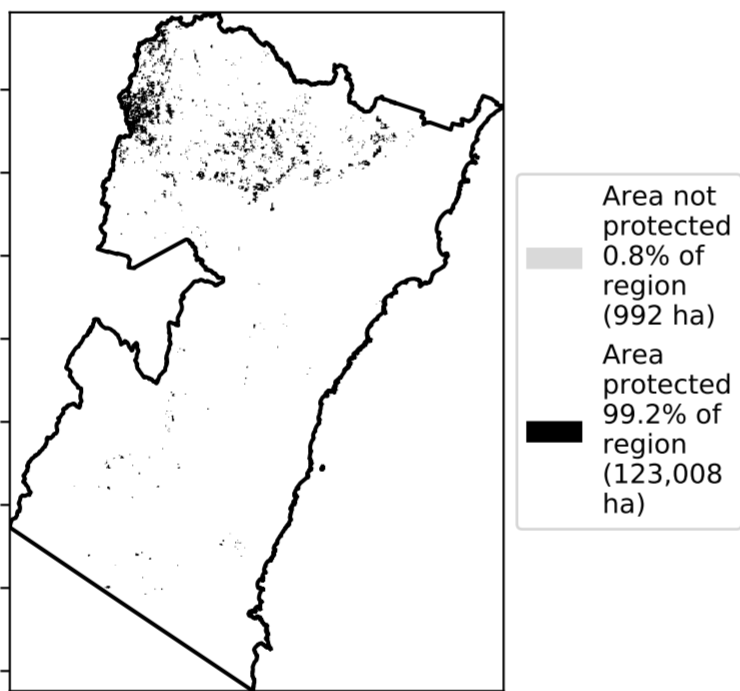 Area not
protected
0.8% of
region
(992 ha)
Area
protected
99.2% of
region
(123,008
ha)